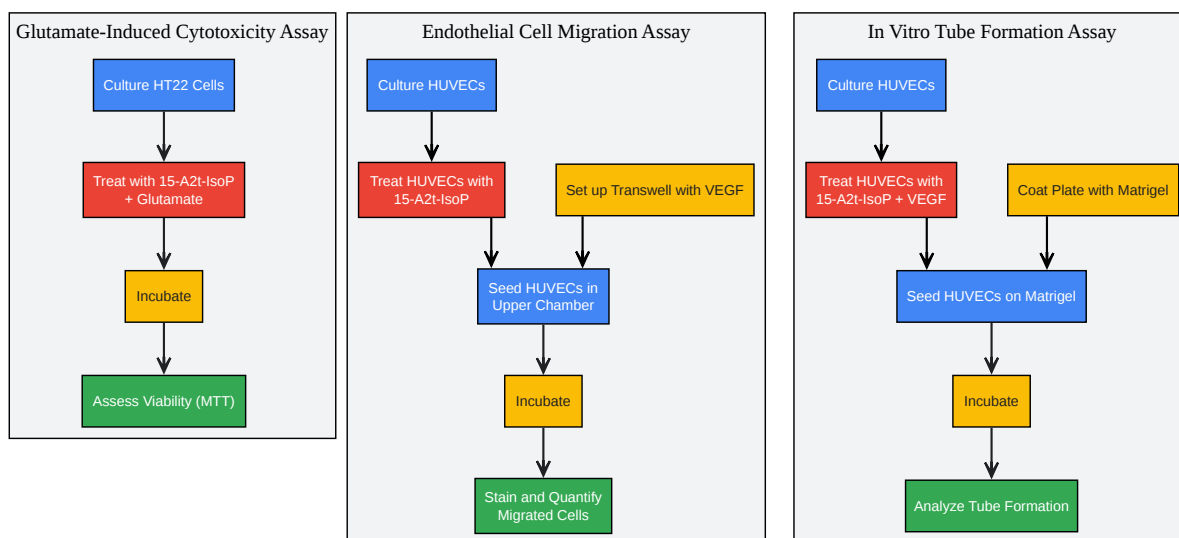 Glutamate-Induced Cytotoxicity Assay
Culture HT22 Cells
Treat with 15-A2t-IsoP
+ Glutamate
Incubate
Assess Viability (MTT)
Endothelial Cell Migration Assay
Culture HUVECs
Treat HUVECs with
15-A2t-IsoP
Set up Transwell with VEGF
Seed HUVECs in
Upper Chamber
Incubate
Stain and Quantify
Migrated Cells
In Vitro Tube Formation Assay
Culture HUVECs
Treat HUVECs with
15-A2t-IsoP + VEGF
Coat Plate with Matrigel
Seed HUVECs on Matrigel
Incubate
Analyze Tube Formation